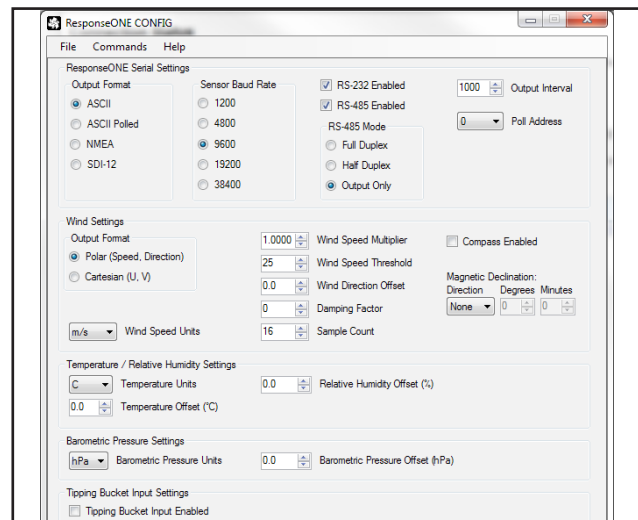 ResponseONE CONFIG
File Commands Help
ResponseONE Serial Settings
Output Format
ASCII
ASCII Polled
NMEA
SDI-12
Sensor Baud Rate
1200
4800
9600
19200
38400
RS-232 Enabled
RS-485 Enabled
RS-485 Mode
Full Duplex
Half Duplex
Output Only
1000 Output Interval
0 Poll Address
Wind Settings
Output Format
Polar (Speed, Direction)
Cartesian (U, V)
m/s Wind Speed Units
1.0000 Wind Speed Multiplier
25 Wind Speed Threshold
0.0 Wind Direction Offset
0 Damping Factor
16 Sample Count
Compass Enabled
Magnetic Declination:
Direction Degrees Minutes
None 0 0
Temperature / Relative Humidity Settings
C Temperature Units
0.0 Temperature Offset (°C)
0.0 Relative Humidity Offset (%)
Barometric Pressure Settings
hPa Barometric Pressure Units
0.0 Barometric Pressure Offset (hPa)
Tipping Bucket Input Settings
Tipping Bucket Input Enabled